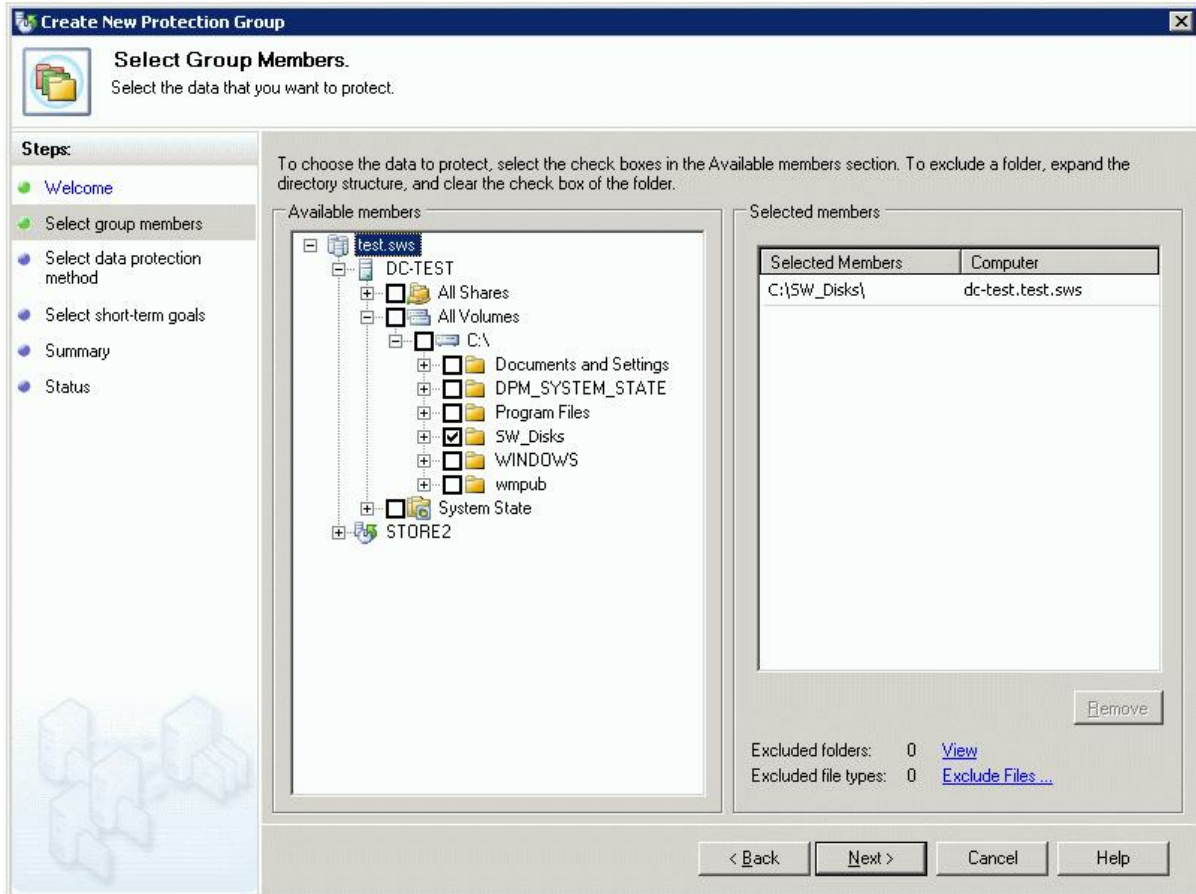 Create New Protection Group
Select Group Members.
Select the data that you want to protect.
Steps:
Welcome
Select group members
Select data protection
method
Select short-term goals
Summary
Status
To choose the data to protect, select the check boxes in the Available members section. To exclude a folder, expand the
directory structure, and clear the check box of the folder.
Available members
test.sws
DC-TEST
All Shares
All Volumes
C:\
Documents and Settings
DPM_SYSTEM_STATE
Program Files
SW_Disks
WINDOWS
wmpub
System State
STORE2
Selected members
Selected Members Computer
C:\SW_Disks\ dc-test.test.sws
Remove
Excluded folders: 0 View
Excluded file types: 0 Exclude Files ...
< Back Next > Cancel Help